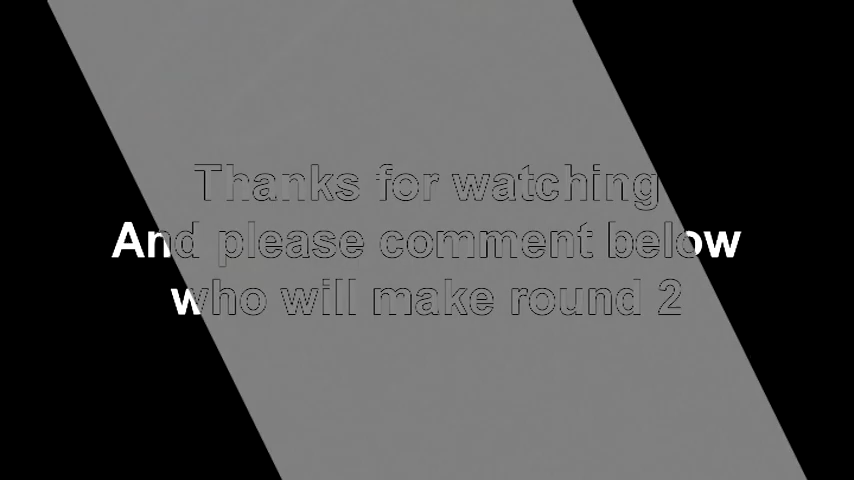 Thanks for watching
And please comment below
who will make round 2